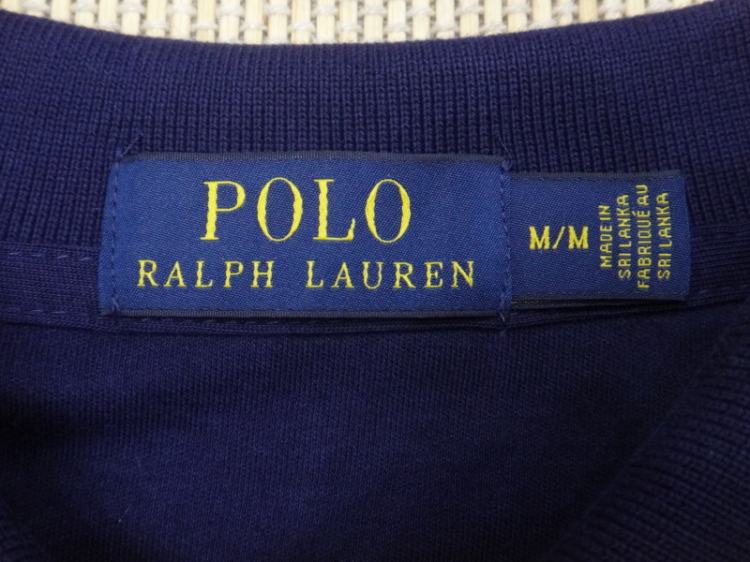 POLO
RALPH LAUREN
M/M
MADE IN
SRI LANKA
FABRIQUÉ AU
SRI LANKA